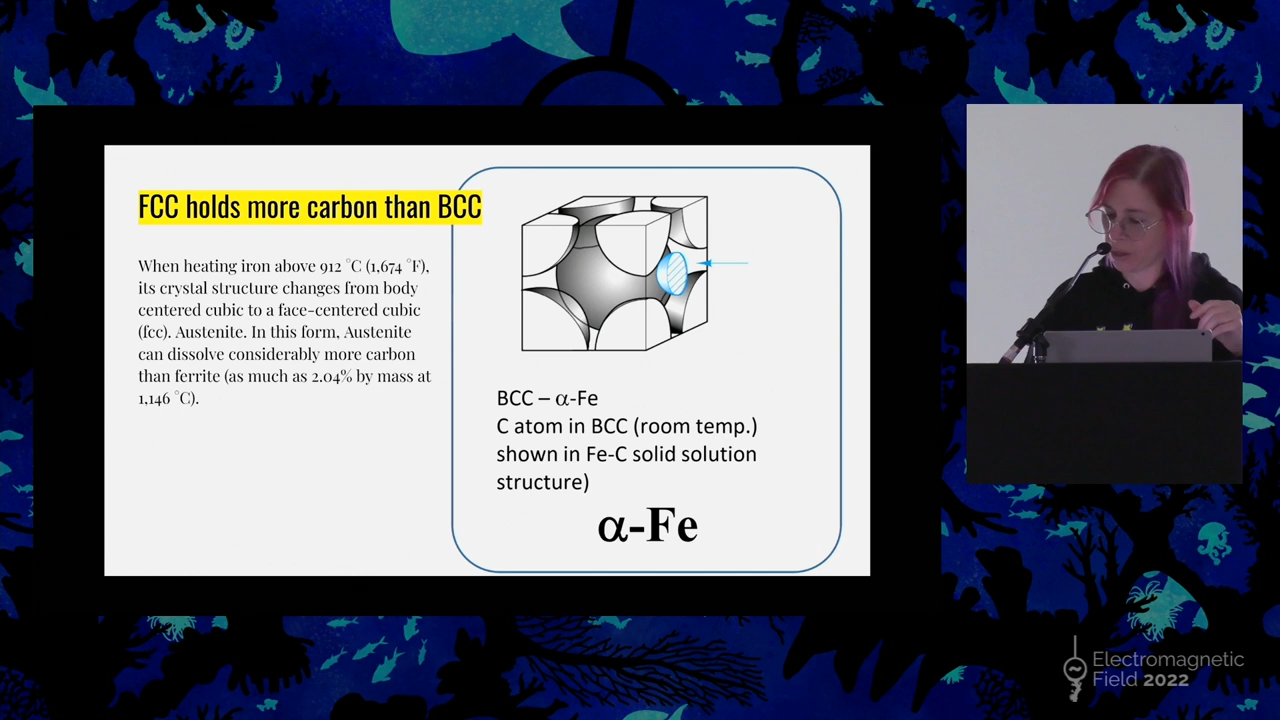 FCC holds more carbon than BCC
When heating iron above 912 °C (1,674 °F),
its crystal structure changes from body
centered cubic to a face-centered cubic
(fcc). Austenite. In this form, Austenite
can dissolve considerably more carbon
than ferrite (as much as 2.04% by mass at
1,146 °C).
BCC – α-Fe
C atom in BCC (room temp.)
shown in Fe-C solid solution
structure)
α-Fe
Electromagnetic
Field 2022